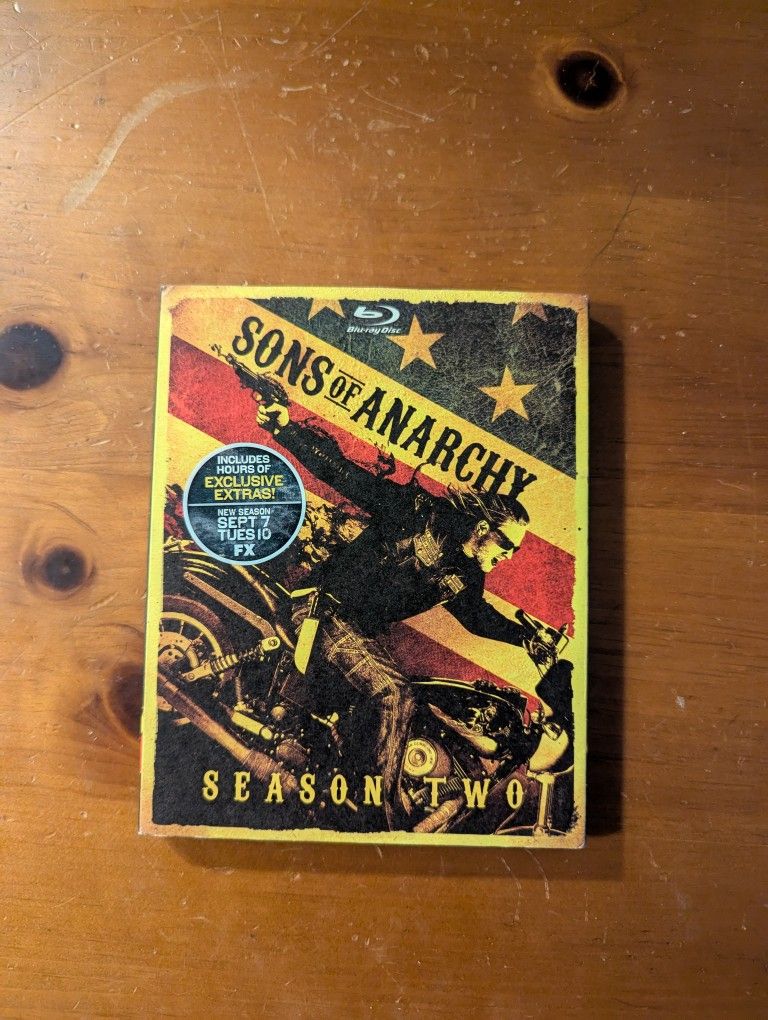 Blu-ray Disc
SONS OF ANARCHY
INCLUDES
HOURS OF
EXCLUSIVE
EXTRAS!
NEW SEASON
SEPT 7
TUES 10
FX
SEASON TWO